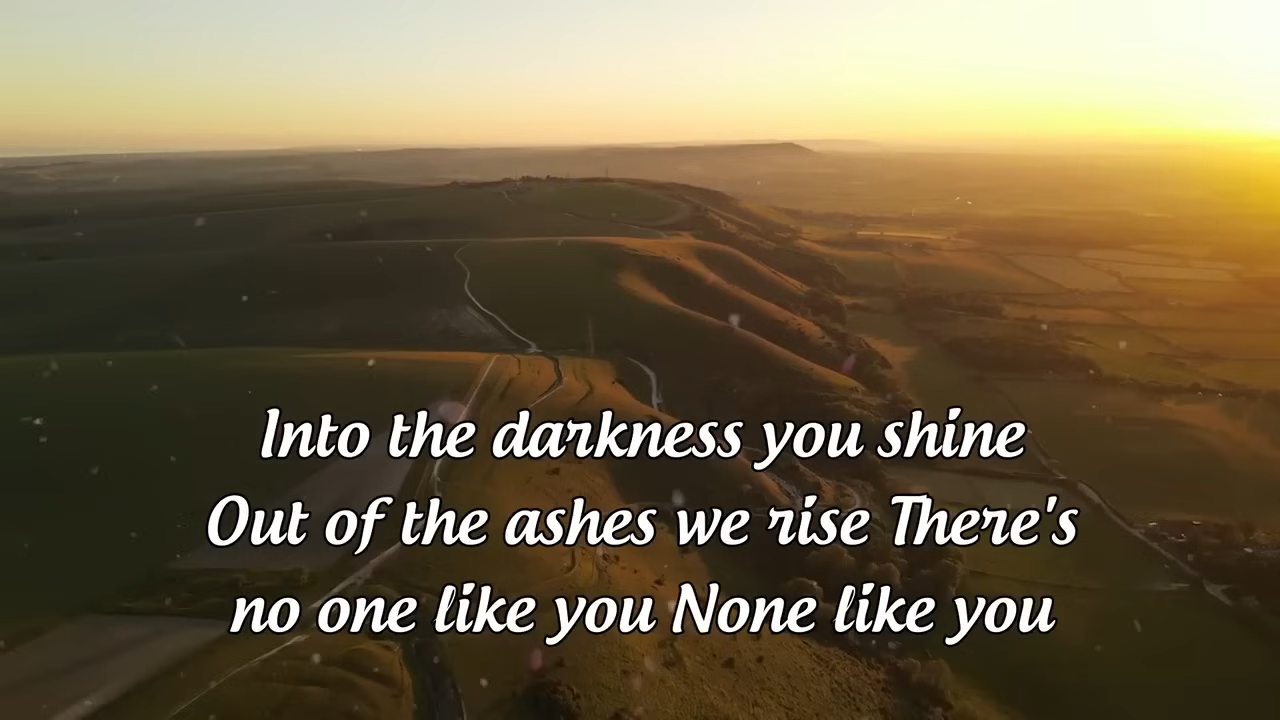 Into the darkness you shine
Out of the ashes we rise There's
no one like you None like you